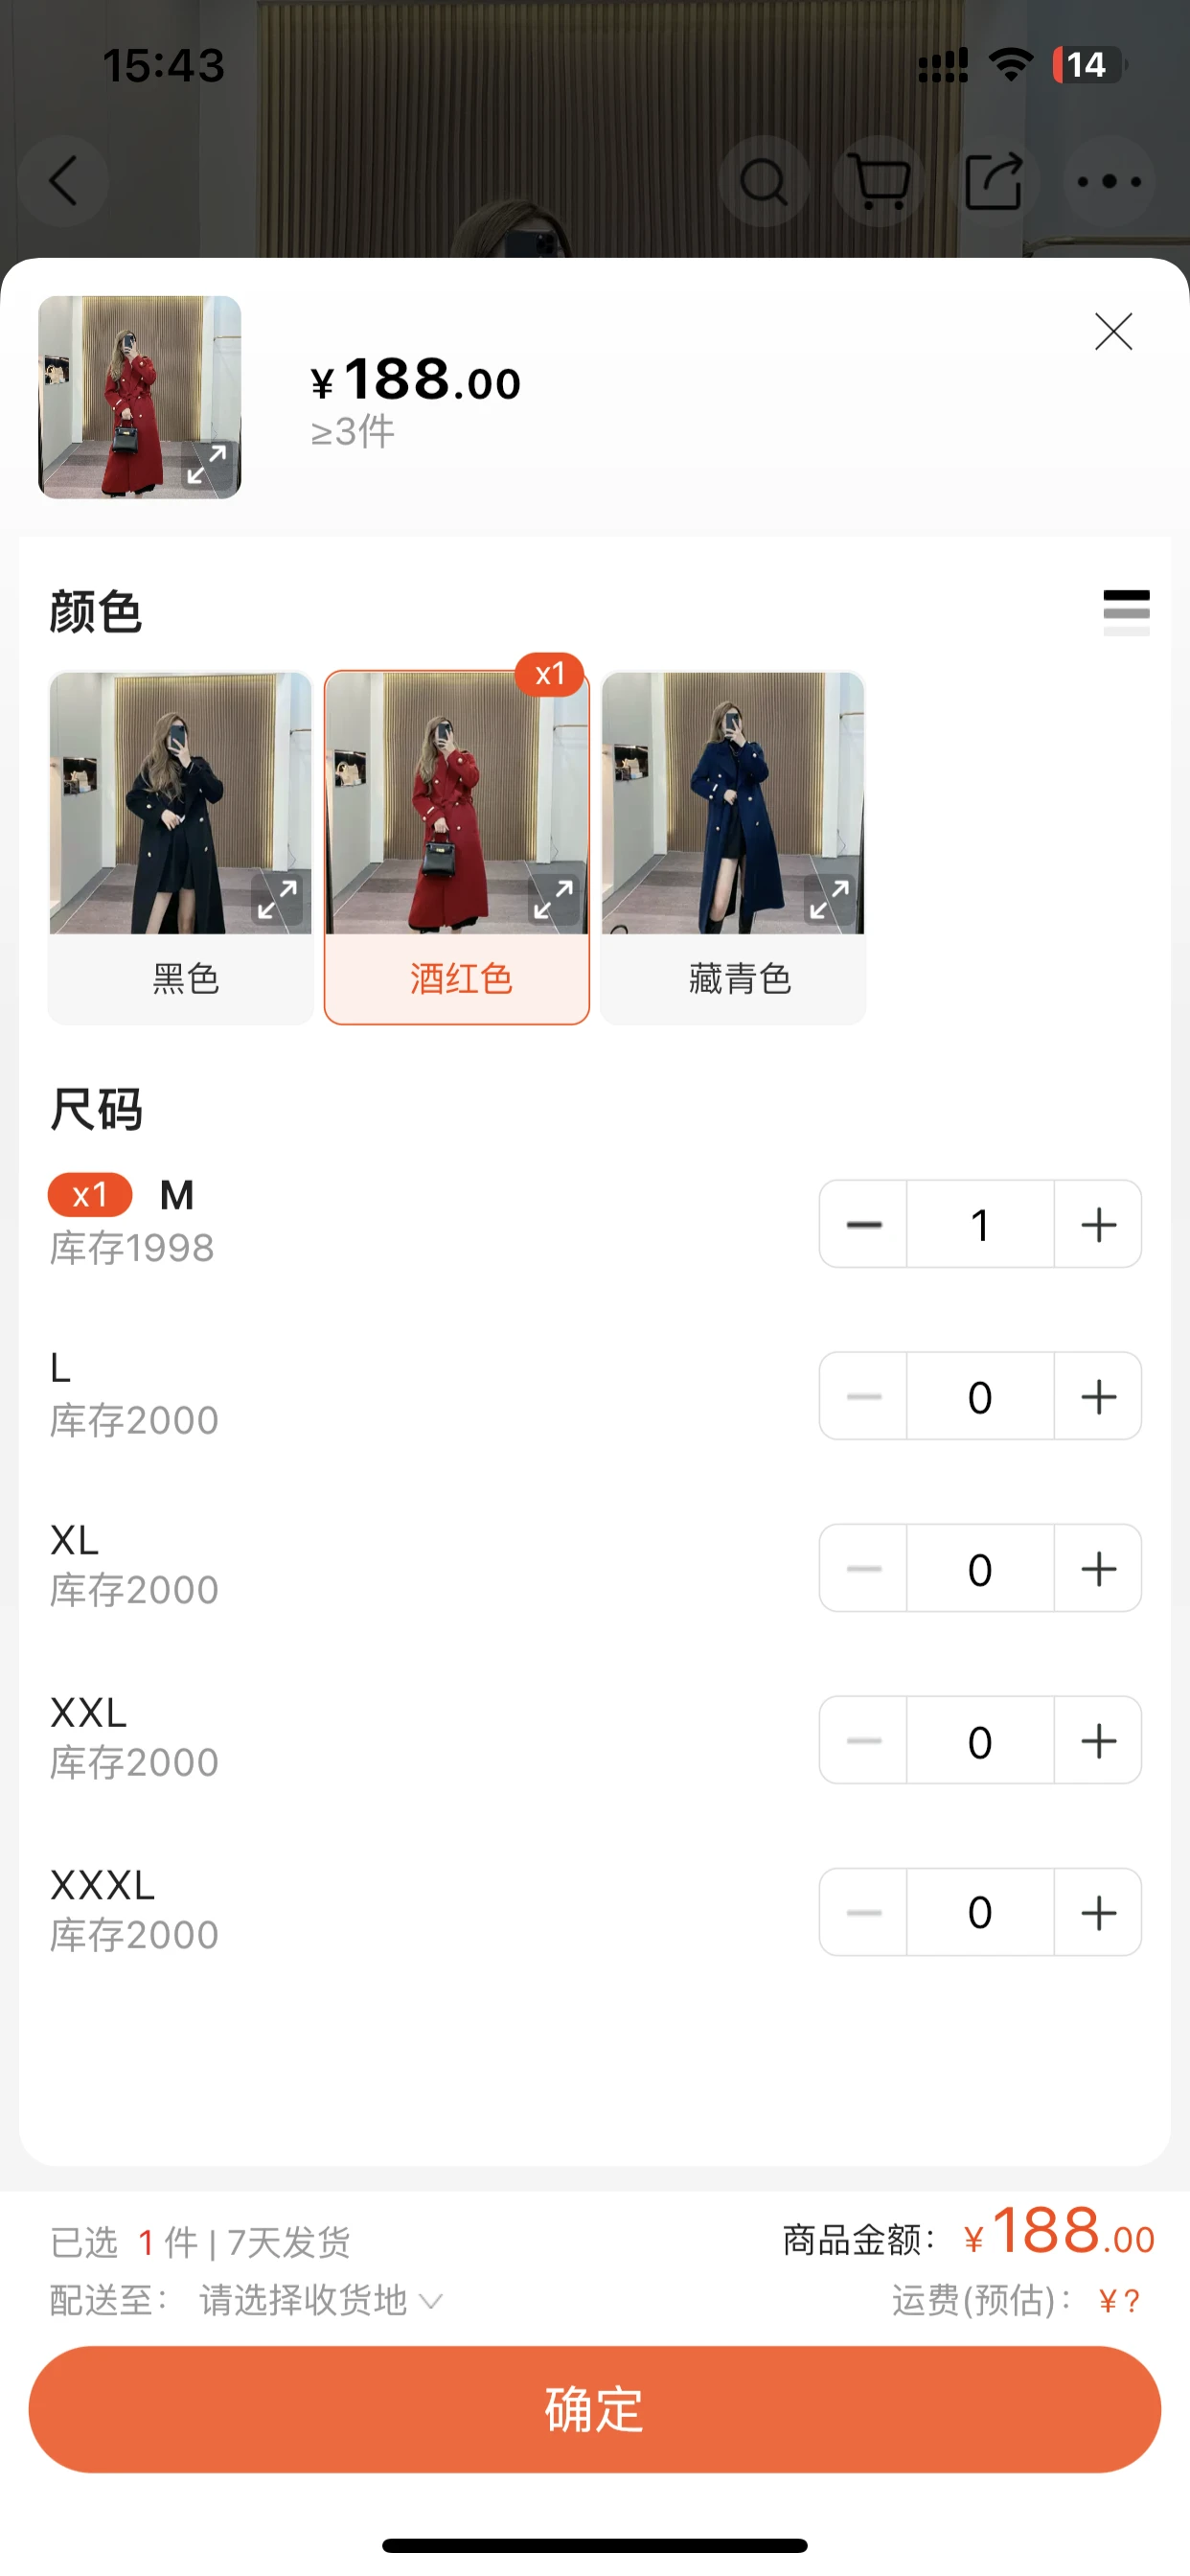 15:43
14
¥188.00
≥3件
颜色
x1
黑色
酒红色
藏青色
尺码
x1 M
库存1998
1
L
库存2000
0
XL
库存2000
0
XXL
库存2000
0
XXXL
库存2000
0
已选 1 件 | 7天发货
商品金额：¥188.00
配送至： 请选择收货地
运费(预估)：¥?
确定